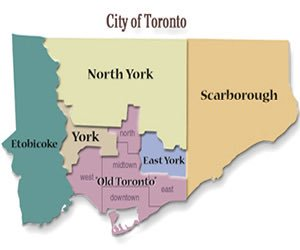 City of Toronto
North York
Scarborough
Etobicoke
York
north
midtown
East York
west
'Old Toronto'
east
downtown